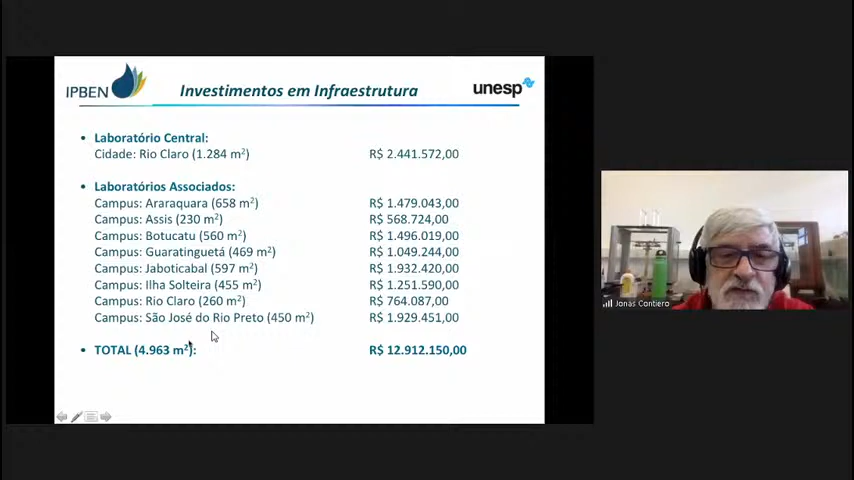 IPBEN
Investimentos em Infraestrutura
unesp
• Laboratório Central:
Cidade: Rio Claro (1.284 m²) R$ 2.441.572,00
• Laboratórios Associados:
Campus: Araraquara (658 m²) R$ 1.479.043,00
Campus: Assis (230 m²) R$ 568.724,00
Campus: Botucatu (560 m²) R$ 1.496.019,00
Campus: Guaratinguetá (469 m²) R$ 1.049.244,00
Campus: Jaboticabal (597 m²) R$ 1.932.420,00
Campus: Ilha Solteira (455 m²) R$ 1.251.590,00
Campus: Rio Claro (260 m²) R$ 764.087,00
Campus: São José do Rio Preto (450 m²) R$ 1.929.451,00
• TOTAL (4.963 m²): R$ 12.912.150,00
Jonas Contiero